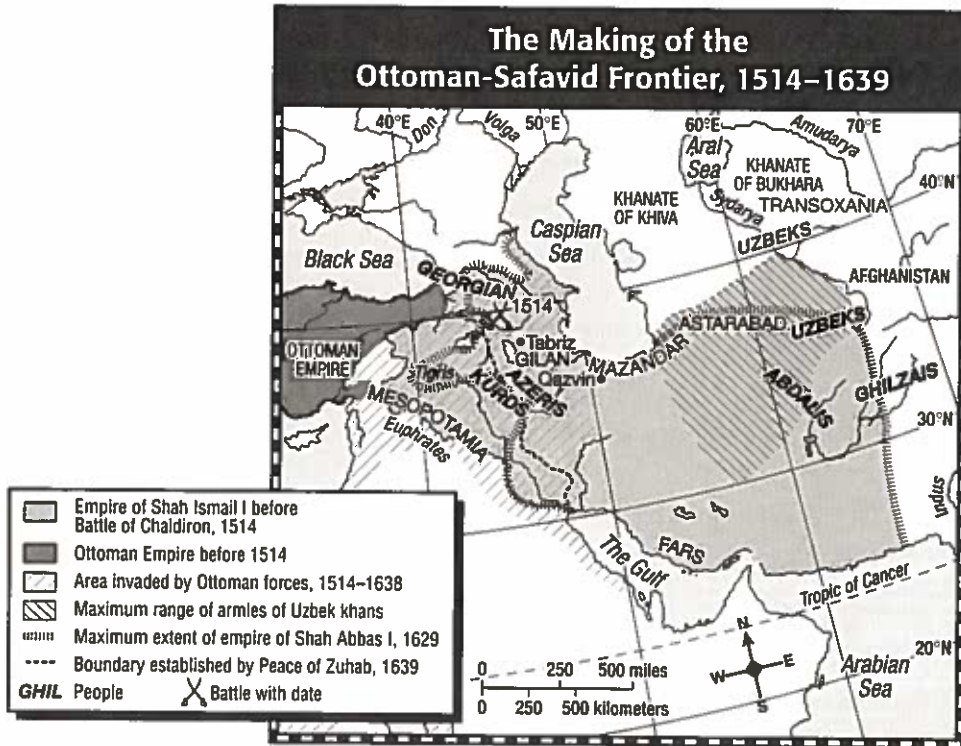 The Making of the
Ottoman-Safavid Frontier, 1514–1639
40°E
Don
Volga
50°E
60°E
Aral
Sea
Amudarya
70°E
KHANATE
OF BUKHARA
40°N
KHANATE
OF KHIVA
Sydarya
TRANSOXANIA
Caspian
Sea
UZBEKS
Black Sea
AFGHANISTAN
GEORGIAN
1514
ASTARABAD
UZBEKS
OTTOMAN
EMPIRE
Tabriz
GILAN
MAZANDAR
Tigris
Qazvin
KURDS
AZERIS
ABDALIS
GHILZAIS
MESOPOTAMIA
Euphrates
30°N
Indus
FARS
The Gulf
Tropic of Cancer
N
W
E
S
20°N
Arabian
Sea
0 250 500 miles
0 250 500 kilometers
Empire of Shah Ismail I before
Battle of Chaldiron, 1514
Ottoman Empire before 1514
Area invaded by Ottoman forces, 1514–1638
Maximum range of armies of Uzbek khans
Maximum extent of empire of Shah Abbas I, 1629
Boundary established by Peace of Zuhab, 1639
GHIL People
Battle with date